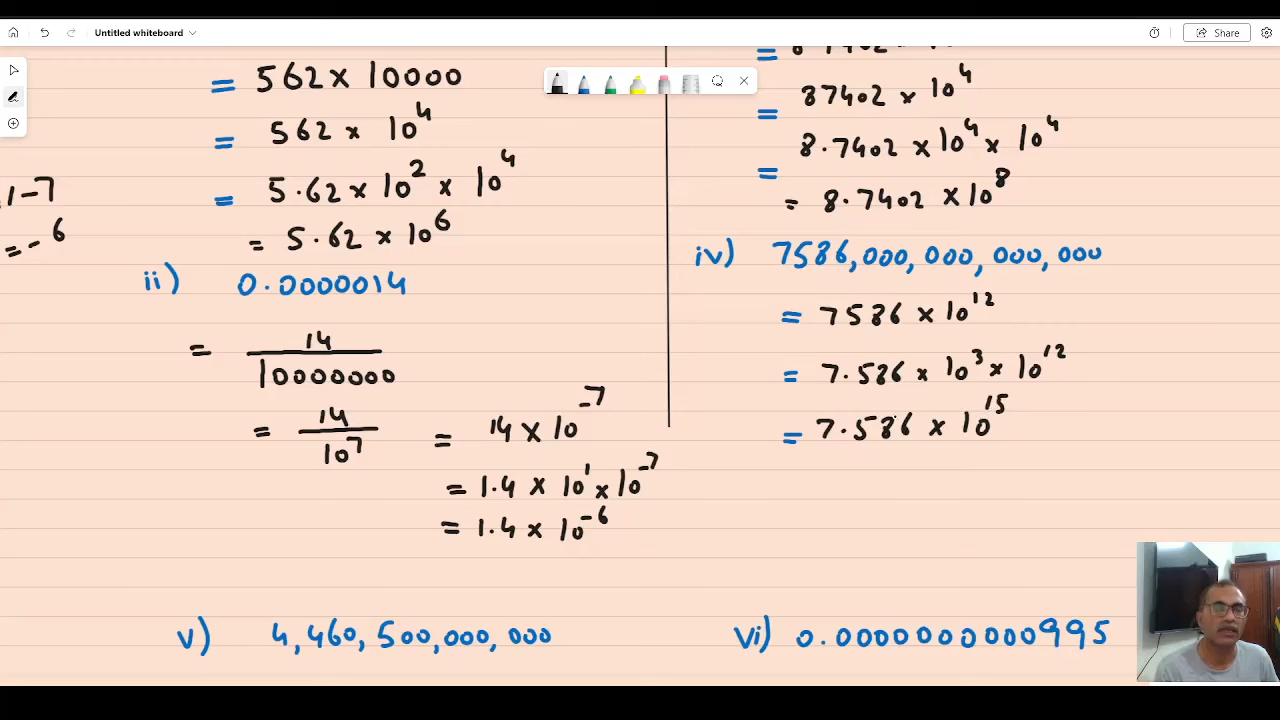 Untitled whiteboard
Share
= 562 × 10000
= 562 × 10⁴
= 5.62 × 10² × 10⁴
= 5.62 × 10⁶
1-7
= -6
ii) 0.0000014
= 14/10000000
= 14/10⁷ = 14 × 10⁻⁷
= 1.4 × 10¹ × 10⁻⁷
= 1.4 × 10⁻⁶
87402 × 10⁴
= 8.7402 × 10⁴ × 10⁴
= 8.7402 × 10⁸
iv) 7586,000,000,000,000
= 7586 × 10¹²
= 7.586 × 10³ × 10¹²
= 7.586 × 10¹⁵
v) 4,460,500,000,000
vi) 0.0000000000995